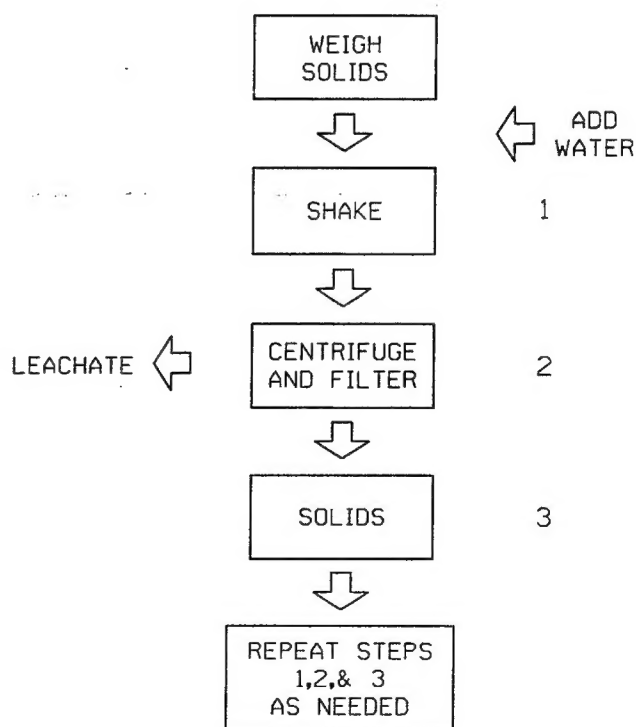 WEIGH
SOLIDS
ADD
WATER
SHAKE
1
LEACHATE
CENTRIFUGE
AND FILTER
2
SOLIDS
3
REPEAT STEPS
1,2,& 3
AS NEEDED